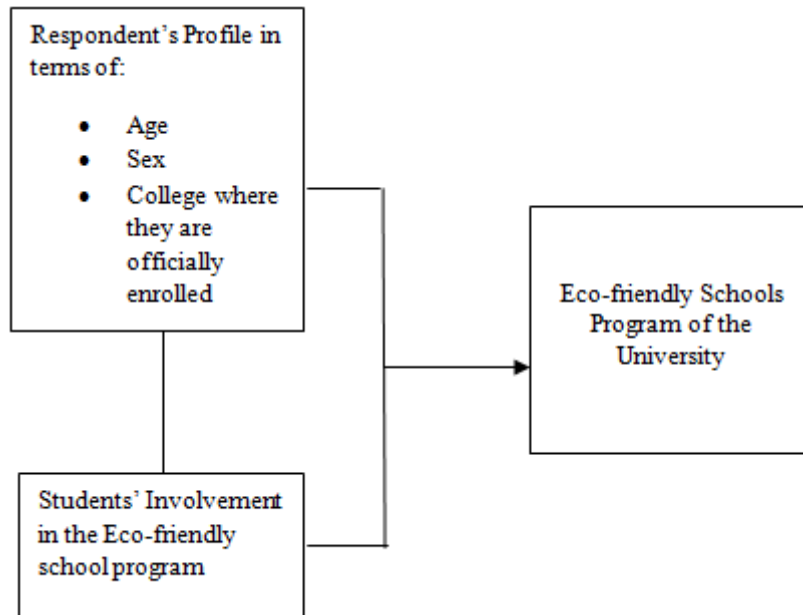 Respondent’s Profile in
terms of:
● Age
● Sex
● College where
they are
officially
enrolled
Eco-friendly Schools
Program of the
University
Students’ Involvement
in the Eco-friendly
school program